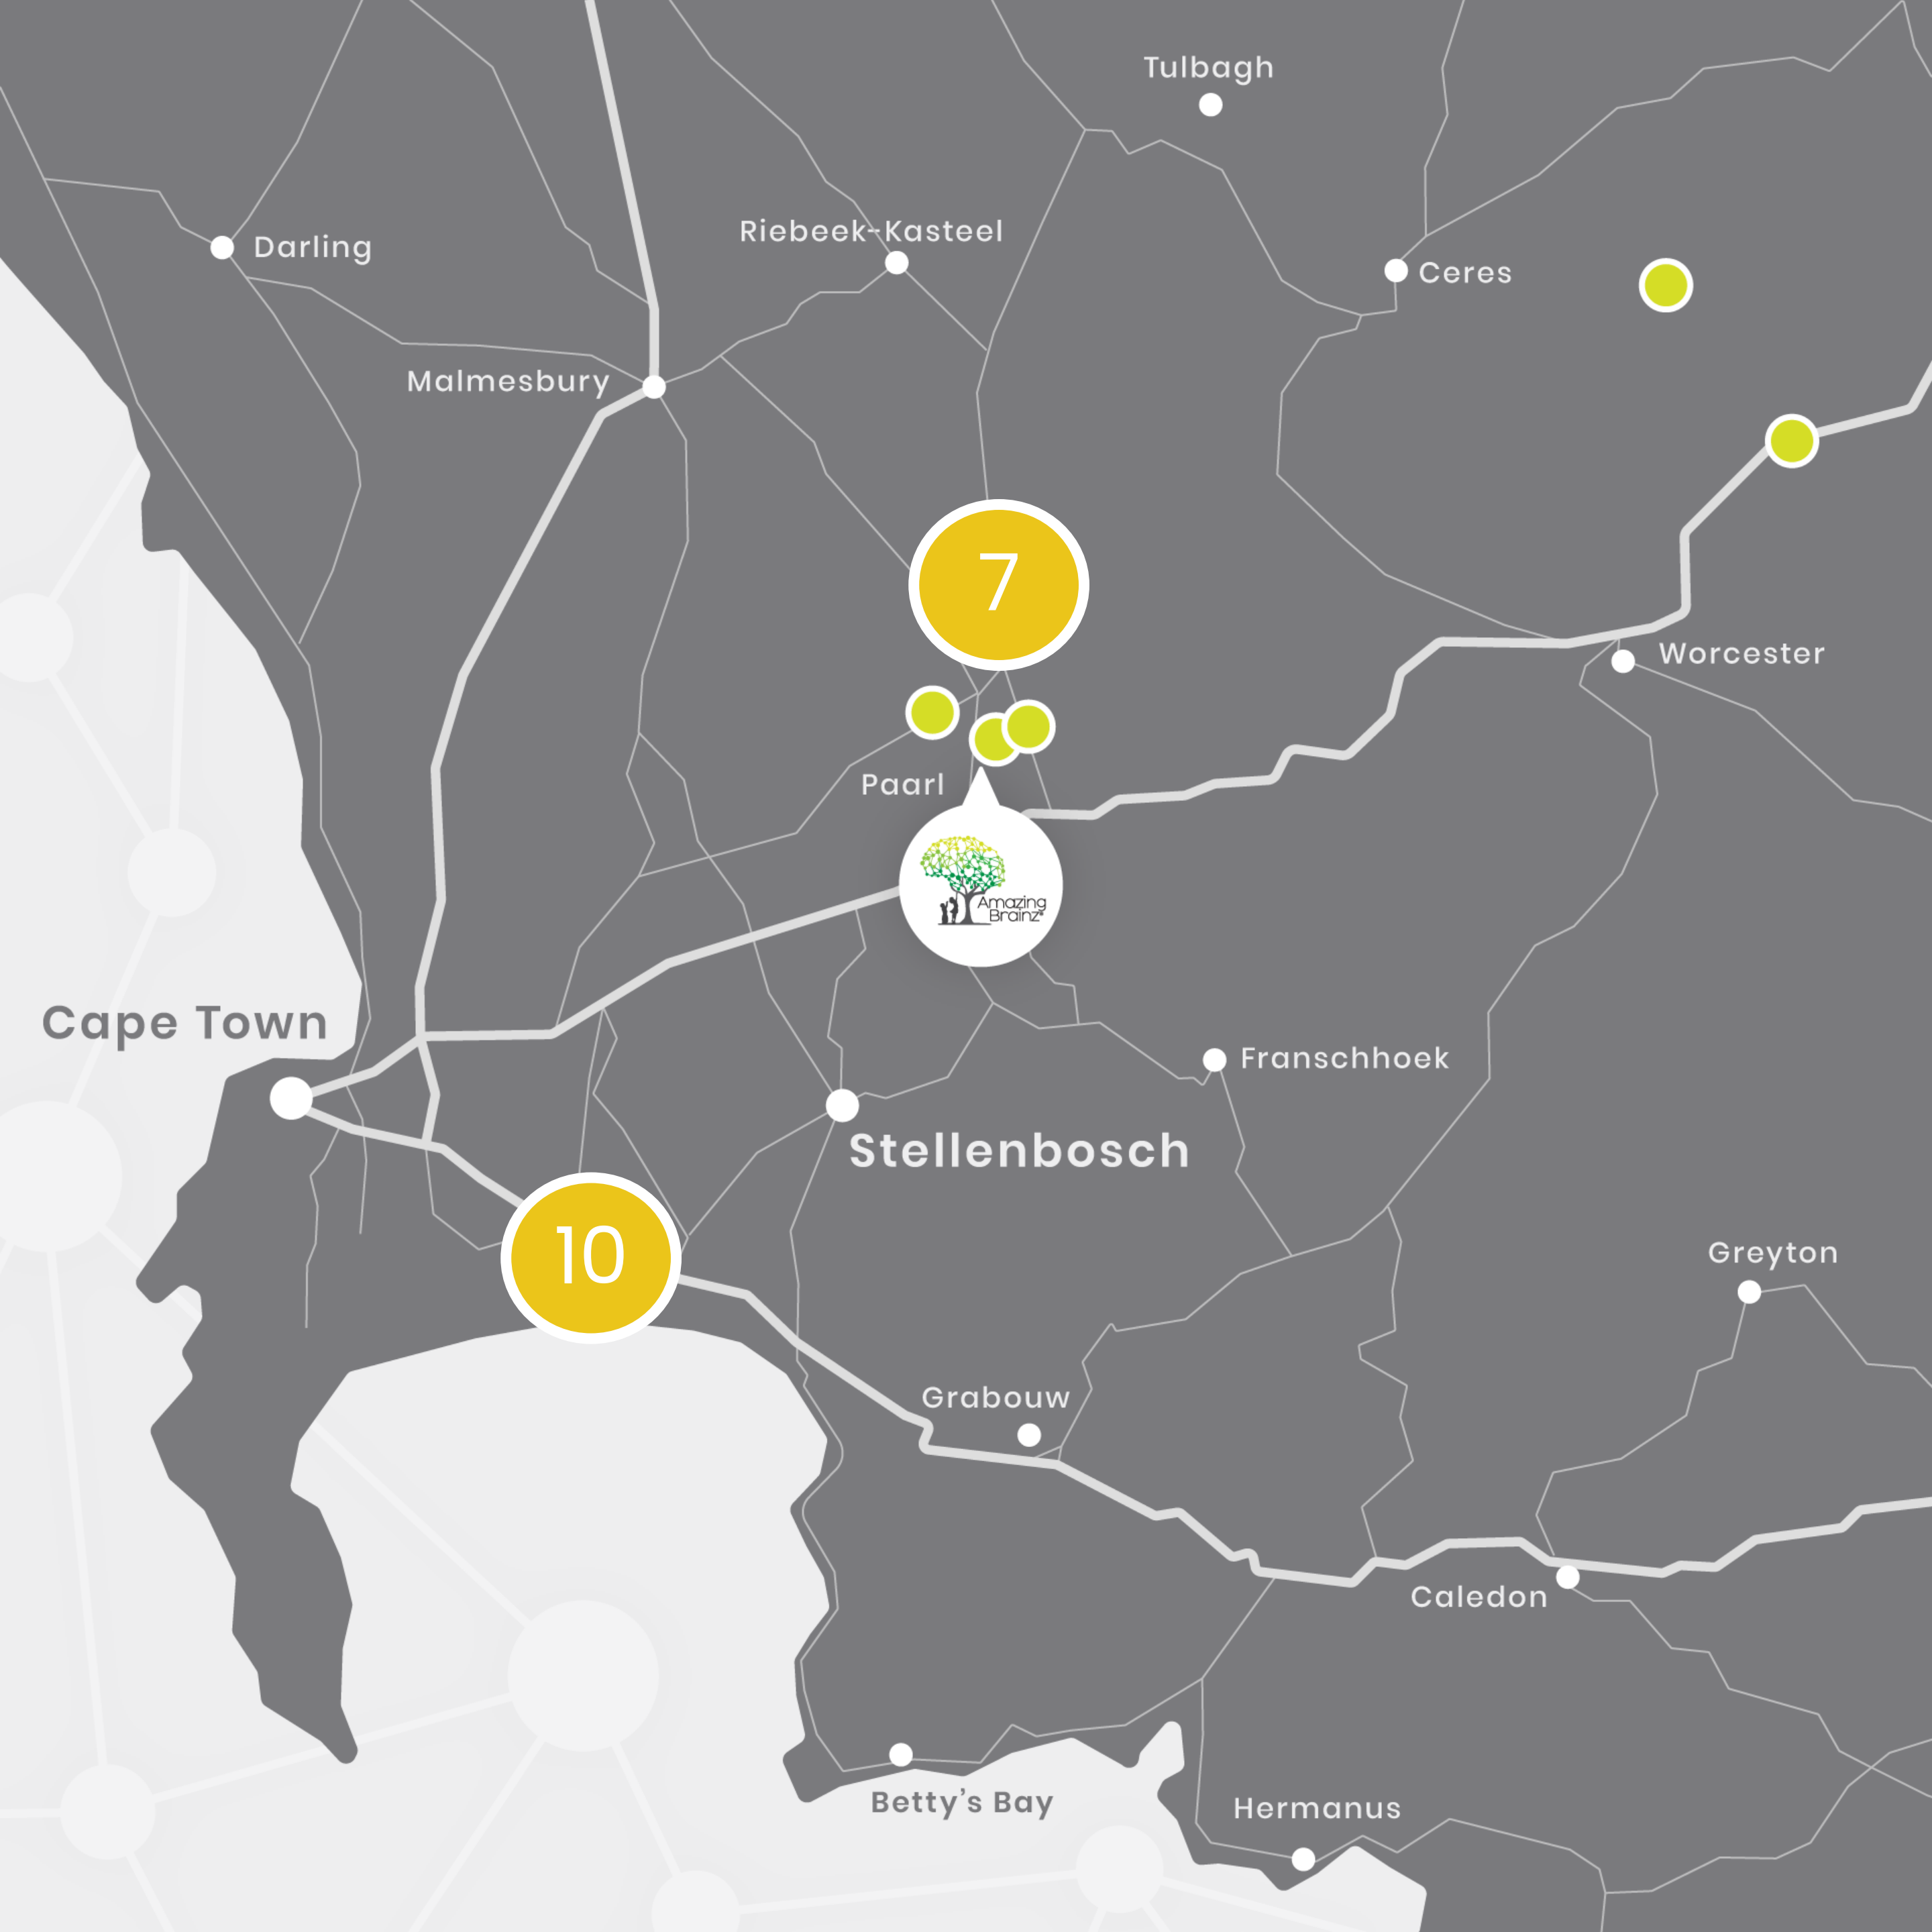 Tulbagh
Riebeek-Kasteel
Darling
Ceres
Malmesbury
7
Worcester
Paarl
Amazing
Brainz®
Cape Town
Franschhoek
Stellenbosch
10
Greyton
Grabouw
Caledon
Betty’s Bay
Hermanus